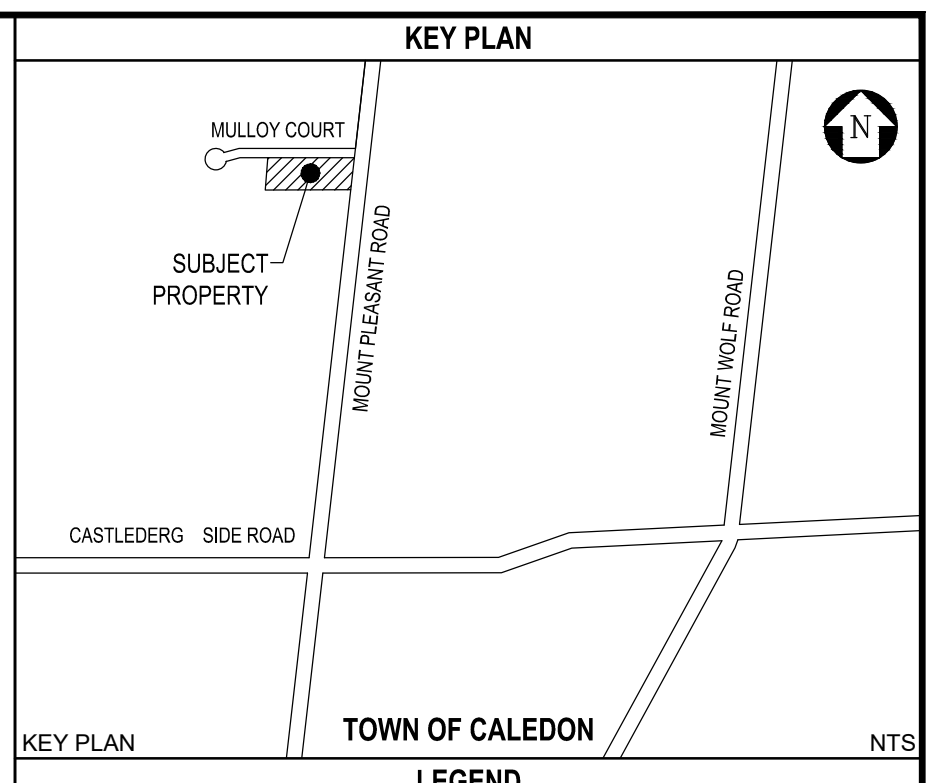 KEY PLAN
MULLOY COURT
N
SUBJECT
PROPERTY
MOUNT PLEASANT ROAD
MOUNT WOLF ROAD
CASTLEDERG SIDE ROAD
TOWN OF CALEDON
KEY PLAN
NTS
LEGEND